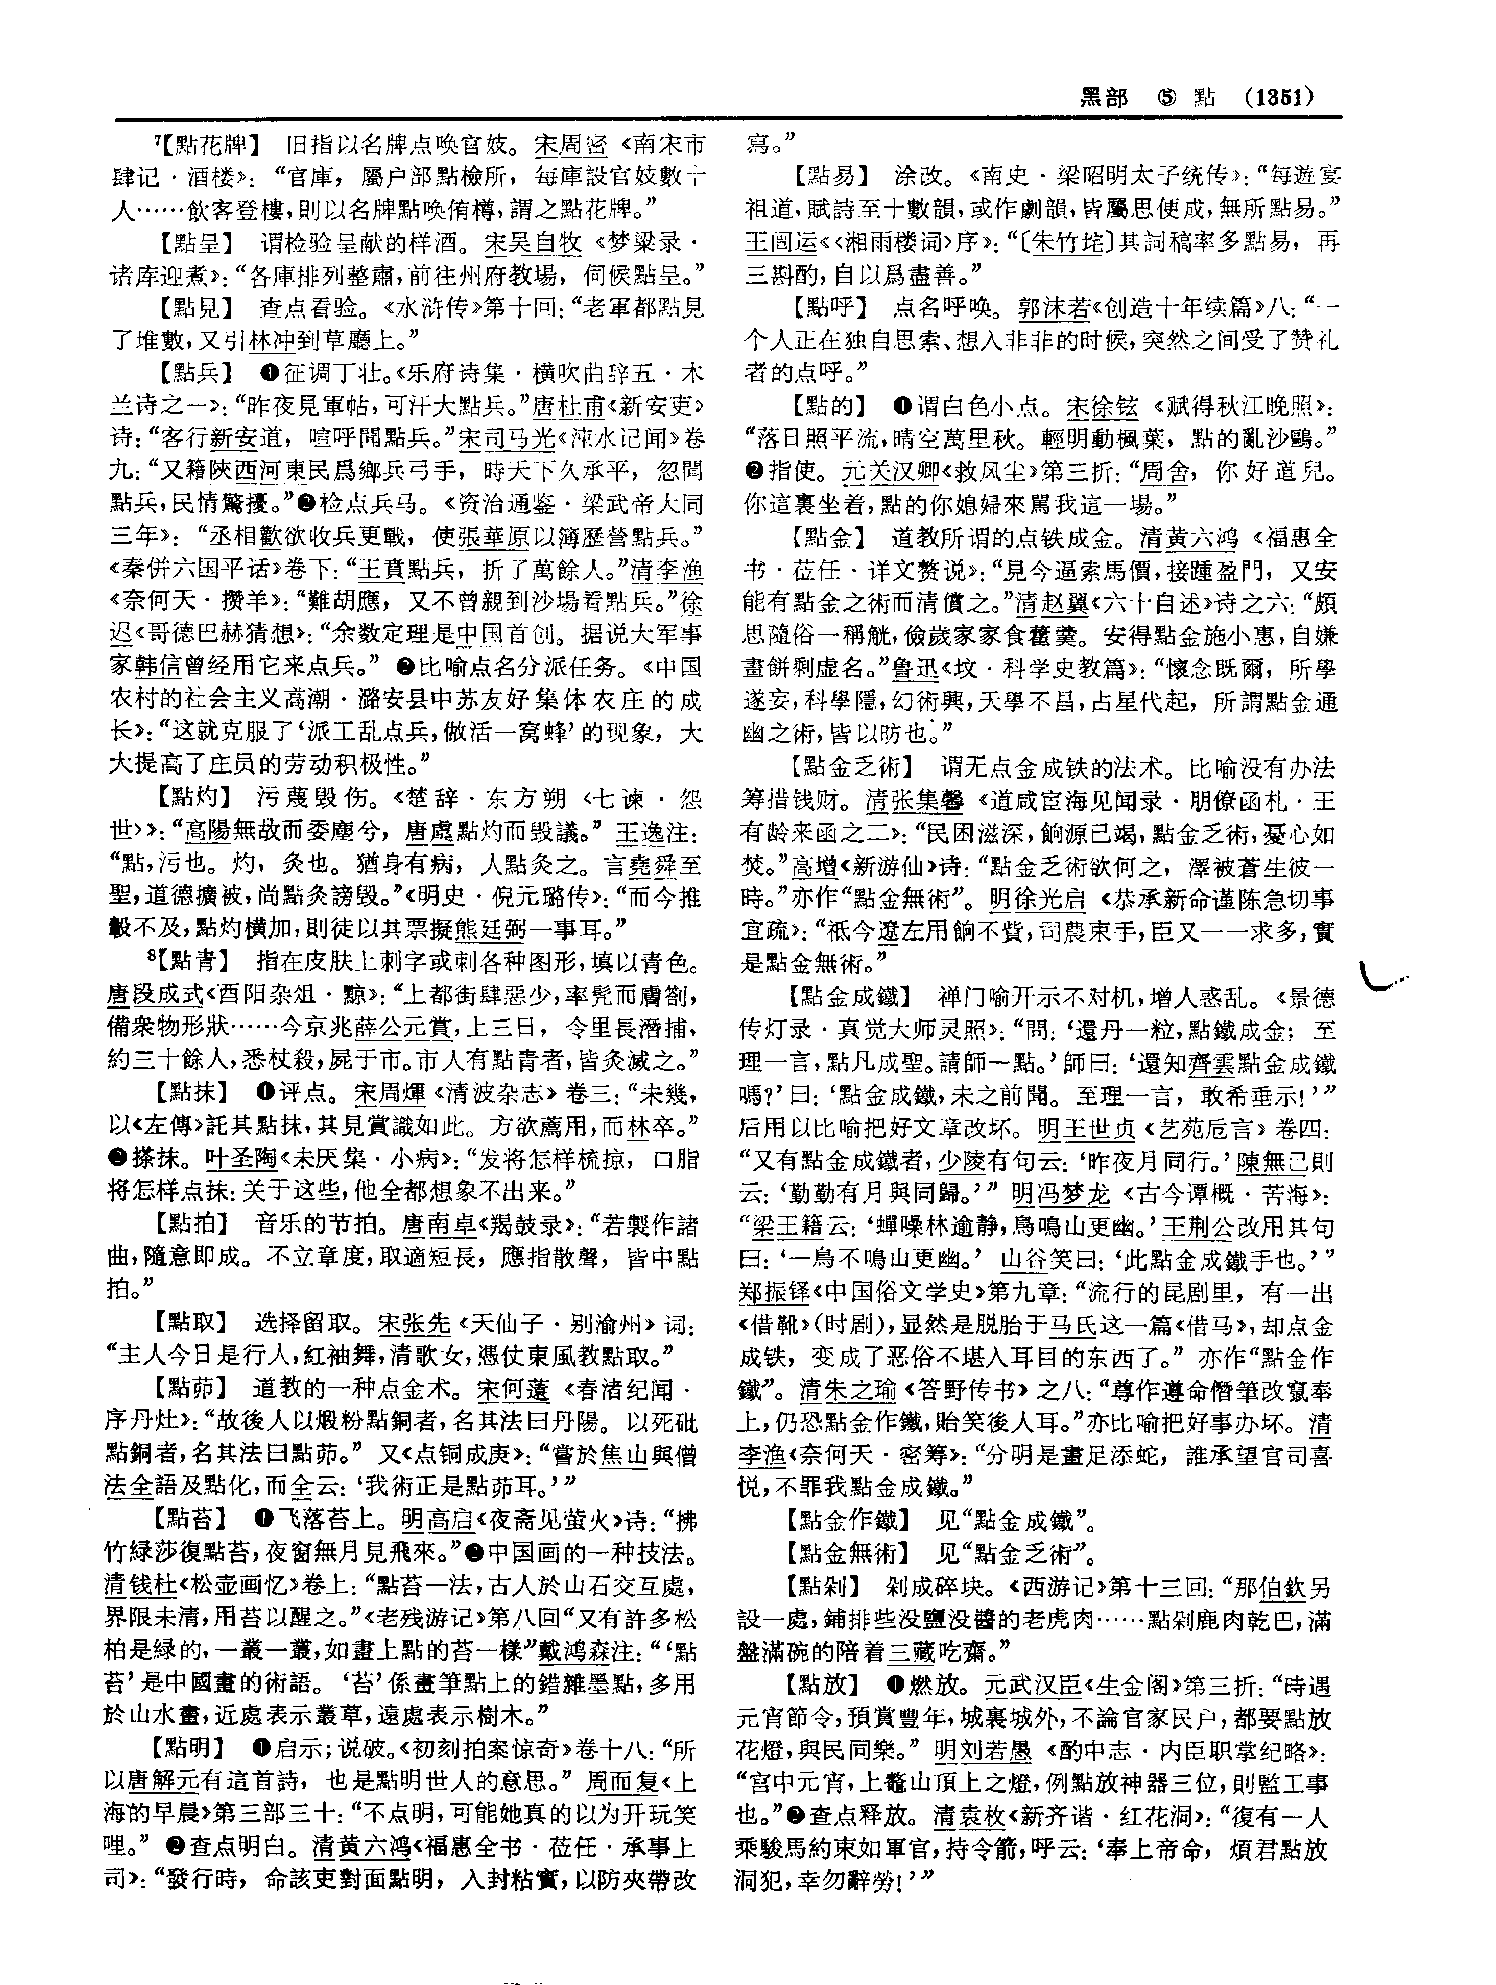 黑部 ⑤ 點 (1351)
⁷【點花牌】 旧指以名牌点唤官妓。宋周密《南宋市
肆记·酒楼》：“官庫，屬户部點檢所，每庫設官妓數十
人……飲客登樓，則以名牌點唤侑樽，謂之點花牌。”
【點呈】 谓检验呈献的样酒。宋吴自牧《梦粱录·
诸库迎煮》：“各庫排列整肅，前往州府教場，伺候點呈。”
【點見】 查点看验。《水浒传》第十回：“老軍都點見
了堆數，又引林冲到草廳上。”
【點兵】 ❶征调丁壮。《乐府诗集·横吹曲辞五·木
兰诗之一》：“昨夜見軍帖，可汗大點兵。”唐杜甫《新安吏》
诗：“客行新安道，喧呼聞點兵。”宋司马光《涑水记闻》卷
九：“又籍陝西河東民爲鄉兵弓手，時天下久承平，忽聞
點兵，民情驚擾。”❷检点兵马。《资治通鉴·梁武帝大同
三年》：“丞相歡欲收兵更戰，使張華原以簿歷營點兵。”
《秦併六国平话》卷下：“王賁點兵，折了萬餘人。”清李渔
《奈何天·攒羊》：“難胡應，又不曾親到沙場看點兵。”徐
迟《哥德巴赫猜想》：“余数定理是中国首创。据说大军事
家韩信曾经用它来点兵。” ❷比喻点名分派任务。《中国
农村的社会主义高潮·潞安县中苏友好集体农庄的成
长》：“这就克服了‘派工乱点兵，做活一窝蜂’的现象，大
大提高了庄员的劳动积极性。”
【點灼】 污蔑毁伤。《楚辞·东方朔〈七谏·怨
世〉》：“高陽無故而委塵兮，唐虞點灼而毁議。”王逸注：
“點，污也。灼，灸也。猶身有病，人點灸之。言堯舜至
聖，道德擴被，尚點灸謗毁。”《明史·倪元璐传》：“而今推
轂不及，點灼横加，則徒以其票擬熊廷弼一事耳。”
⁸【點青】 指在皮肤上刺字或刺各种图形，填以青色。
唐段成式《酉阳杂俎·黥》：“上都街肆惡少，率髡而膚劄，
備衆物形狀……今京兆薛公元賞，上三日，令里長潛捕，
約三十餘人，悉杖殺，屍于市。市人有點青者，皆灸滅之。”
【點抹】 ❶评点。宋周煇《清波杂志》卷三：“未幾，
以《左傳》託其點抹，其見賞識如此。方欲薦用，而林卒。”
❷搽抹。叶圣陶《未厌集·小病》：“发将怎样梳掠，口脂
将怎样点抹：关于这些，他全都想象不出来。”
【點拍】 音乐的节拍。唐南卓《羯鼓录》：“若製作諸
曲，隨意即成。不立章度，取適短長，應指散聲，皆中點
拍。”
【點取】 选择留取。宋张先《天仙子·别渝州》词：
“主人今日是行人，紅袖舞，清歌女，憑仗東風教點取。”
【點茆】 道教的一种点金术。宋何薳《春渚纪闻·
序丹灶》：“故後人以煅粉點銅者，名其法曰丹陽。以死砒
點銅者，名其法曰點茆。” 又《点铜成庚》：“嘗於焦山與僧
法全語及點化，而全云：‘我術正是點茆耳。’”
【點苔】 ❶飞落苔上。明高启《夜斋见萤火》诗：“拂
竹緑莎復點苔，夜窗無月見飛來。”❷中国画的一种技法。
清钱杜《松壶画忆》卷上：“點苔一法，古人於山石交互處，
界限未清，用苔以醒之。”《老残游记》第八回“又有許多松
柏是緑的，一叢一叢，如畫上點的苔一樣”戴鸿森注：“‘點
苔’是中國畫的術語。‘苔’係畫筆點上的錯雜墨點，多用
於山水畫，近處表示叢草，遠處表示樹木。”
【點明】 ❶启示；说破。《初刻拍案惊奇》卷十八：“所
以唐解元有這首詩，也是點明世人的意思。”周而复《上
海的早晨》第三部三十：“不点明，可能她真的以为开玩笑
哩。” ❷查点明白。清黄六鸿《福惠全书·莅任·承事上
司》：“發行時，命該吏對面點明，入封粘實，以防夾帶改
寫。”
【點易】 涂改。《南史·梁昭明太子统传》：“每遊宴
祖道，賦詩至十數韻，或作劇韻，皆屬思便成，無所點易。”
王闿运《〈湘雨楼词〉序》：“〔朱竹垞〕其詞稿率多點易，再
三斟酌，自以爲盡善。”
【點呼】 点名呼唤。郭沫若《创造十年续篇》八：“一
个人正在独自思索、想入非非的时候，突然之间受了赞礼
者的点呼。”
【點的】 ❶谓白色小点。宋徐铉《赋得秋江晚照》：
“落日照平流，晴空萬里秋。輕明動楓葉，點的亂沙鷗。”
❷指使。元关汉卿《救风尘》第三折：“周舍，你好道兒。
你這裏坐着，點的你媳婦來駡我這一場。”
【點金】 道教所谓的点铁成金。清黄六鸿《福惠全
书·莅任·详文赘说》：“見今逼索馬價，接踵盈門，又安
能有點金之術而清償之。”清赵翼《六十自述》诗之六：“頗
思隨俗一稱觥，儉歲家家食藿羹。安得點金施小惠，自嫌
畫餅剩虚名。”鲁迅《坟·科学史教篇》：“懷念既爾，所學
遂妄，科學隱，幻術興，天學不昌，占星代起，所謂點金通
幽之術，皆以昉也。”
【點金乏術】 谓无点金成铁的法术。比喻没有办法
筹措钱财。清张集馨《道咸宦海见闻录·朋僚函札·王
有龄来函之二》：“民困滋深，餉源已竭，點金乏術，憂心如
焚。”高增《新游仙》诗：“點金乏術欲何之，澤被蒼生彼一
時。”亦作“點金無術”。明徐光启《恭承新命谨陈急切事
宜疏》：“祗今遼左用餉不貲，司農束手，臣又一一求多，實
是點金無術。”
【點金成鐵】 禅门喻开示不对机，增人惑乱。《景德
传灯录·真觉大师灵照》：“問：‘還丹一粒，點鐵成金；至
理一言，點凡成聖。請師一點。’師曰：‘還知齊雲點金成鐵
嗎？’曰：‘點金成鐵，未之前聞。至理一言，敢希垂示！’”
后用以比喻把好文章改坏。明王世贞《艺苑卮言》卷四：
“又有點金成鐵者，少陵有句云：‘昨夜月同行。’陳無己則
云：‘勤勤有月與同歸。’”明冯梦龙《古今谭概·苦海》：
“梁王籍云：‘蟬噪林逾静，鳥鳴山更幽。’王荆公改用其句
曰：‘一鳥不鳴山更幽。’ 山谷笑曰：‘此點金成鐵手也。’”
郑振铎《中国俗文学史》第九章：“流行的昆剧里，有一出
《借靴》（时剧），显然是脱胎于马氏这一篇《借马》，却点金
成铁，变成了恶俗不堪入耳目的东西了。” 亦作“點金作
鐵”。清朱之瑜《答野传书》之八：“尊作遵命僭筆改竄奉
上，仍恐點金作鐵，貽笑後人耳。”亦比喻把好事办坏。清
李渔《奈何天·密筹》：“分明是畫足添蛇，誰承望官司喜
悦，不罪我點金成鐵。”
【點金作鐵】 见“點金成鐵”。
【點金無術】 见“點金乏術”。
【點剁】 剁成碎块。《西游记》第十三回：“那伯欽另
設一處，鋪排些没鹽没醬的老虎肉……點剁鹿肉乾巴，滿
盤滿碗的陪着三藏吃齋。”
【點放】 ❶燃放。元武汉臣《生金阁》第三折：“時遇
元宵節令，預賞豐年，城裏城外，不論官家民户，都要點放
花燈，與民同樂。” 明刘若愚《酌中志·内臣职掌纪略》：
“宫中元宵，上鼇山頂上之燈，例點放神器三位，則監工事
也。”❷查点释放。清袁枚《新齐谐·红花洞》：“復有一人
乘駿馬約束如軍官，持令箭，呼云：‘奉上帝命，煩君點放
洞犯，幸勿辭勞！’”